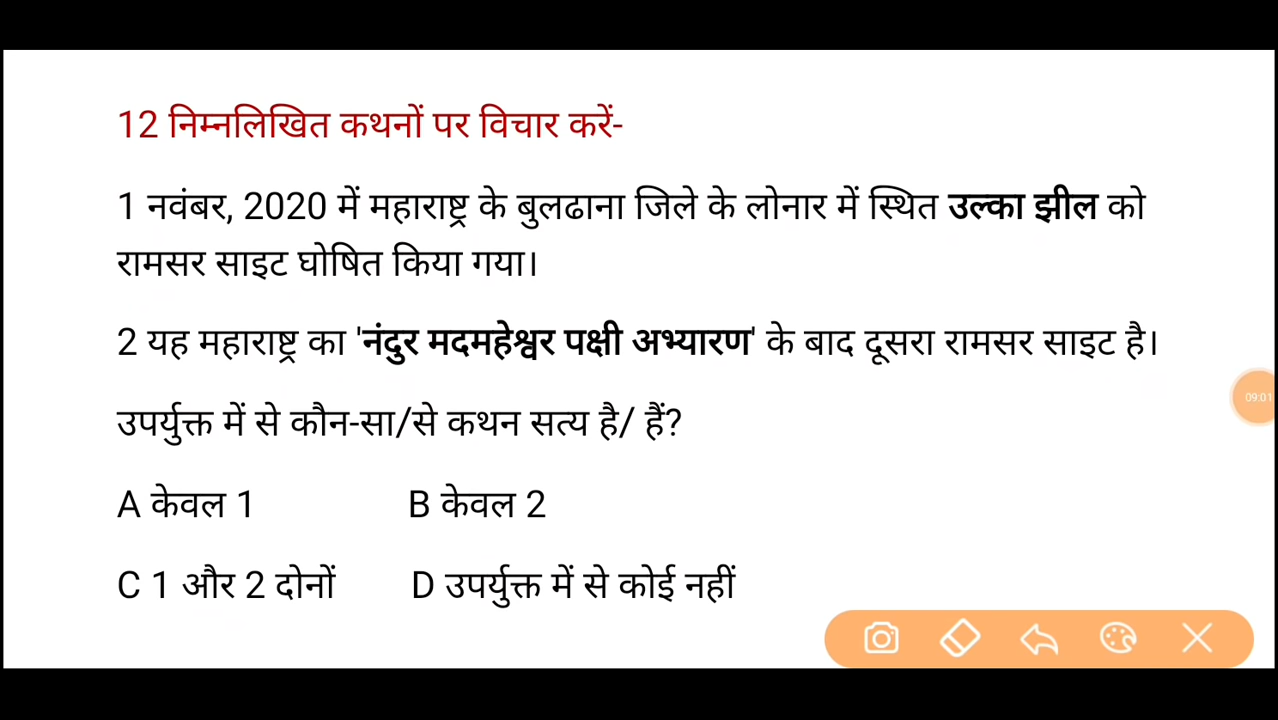 12 निम्नलिखित कथनों पर विचार करें-
1 नवंबर, 2020 में महाराष्ट्र के बुलढाना जिले के लोनार में स्थित उल्का झील को
रामसर साइट घोषित किया गया।
2 यह महाराष्ट्र का 'नंदुर मदमहेश्वर पक्षी अभ्यारण' के बाद दूसरा रामसर साइट है।
09:01
उपर्युक्त में से कौन-सा/से कथन सत्य है/ हैं?
A केवल 1 B केवल 2
C 1 और 2 दोनों D उपर्युक्त में से कोई नहीं